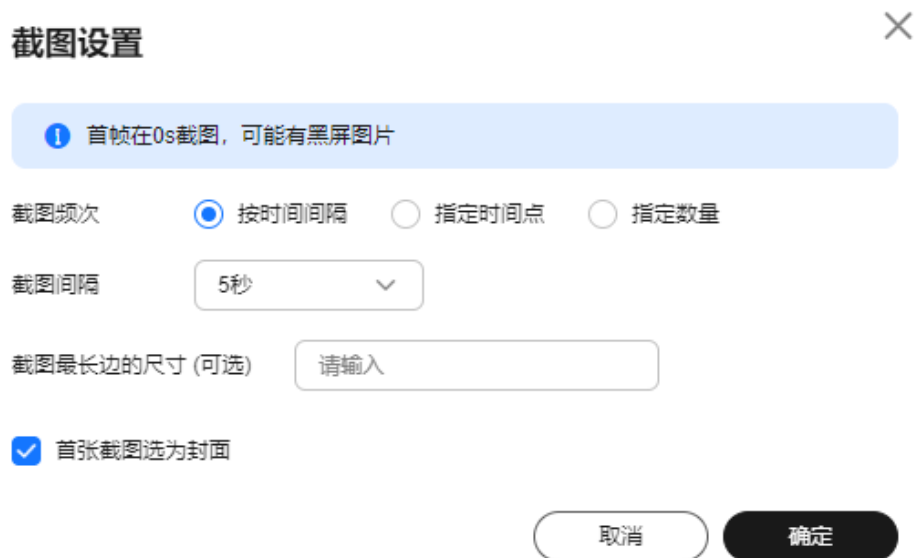 截图设置
首帧在0s截图，可能有黑屏图片
截图频次 按时间间隔 指定时间点 指定数量
截图间隔 5秒
截图最长边的尺寸 (可选) 请输入
首张截图选为封面
取消 确定